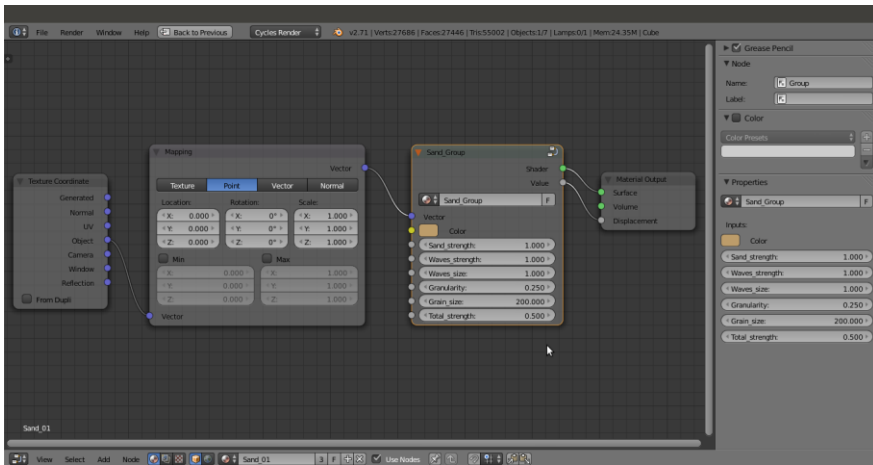 File Render Window Help Back to Previous Cycles Render v2.71 | Verts:27686 | Faces:27446 | Tris:55002 | Objects:1/7 | Lamps:0/1 | Mem:24.35M | Cube
Texture Coordinate
Generated
Normal
UV
Object
Camera
Window
Reflection
From Dupli
Mapping
Vector
Texture Point Vector Normal
Location: Rotation: Scale:
X: 0.000 X: 0° X: 1.000
Y: 0.000 Y: 0° Y: 1.000
Z: 0.000 Z: 0° Z: 1.000
Min Max
X: 0.000 X: 1.000
Y: 0.000 Y: 1.000
Z: 0.000 Z: 1.000
Vector
Sand_Group
Shader
Value
Sand_Group F
Vector
Color
Sand_strength: 1.000
Waves_strength: 1.000
Waves_size: 1.000
Granularity: 0.250
Grain_size: 200.000
Total_strength: 0.500
Material Output
Surface
Volume
Displacement
Grease Pencil
Node
Name: Group
Label:
Color
Color Presets
Properties
Sand_Group F
Inputs:
Color
Sand_strength: 1.000
Waves_strength: 1.000
Waves_size: 1.000
Granularity: 0.250
Grain_size: 200.000
Total_strength: 0.500
Sand_01
View Select Add Node Sand_01 3 F Use Nodes